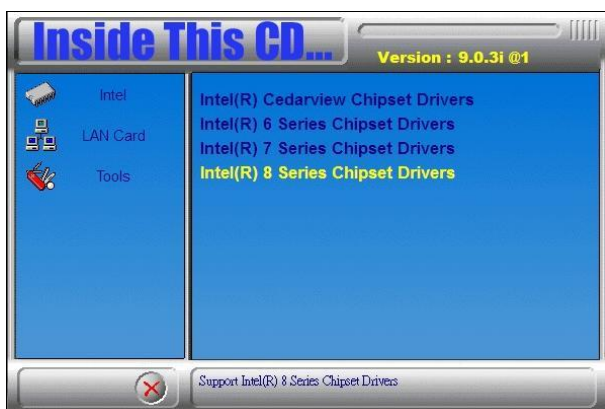 Inside This CD...
Version : 9.0.3i @1
Intel
LAN Card
Tools
Intel(R) Cedarview Chipset Drivers
Intel(R) 6 Series Chipset Drivers
Intel(R) 7 Series Chipset Drivers
Intel(R) 8 Series Chipset Drivers
Support Intel(R) 8 Series Chipset Drivers